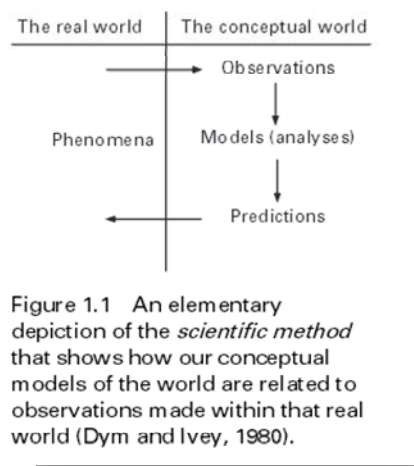 The real world
The conceptual world
Observations
Phenomena
Models (analyses)
Predictions
Figure 1.1 An elementary
depiction of the scientific method
that shows how our conceptual
models of the world are related to
observations made within that real
world (Dym and Ivey, 1980).